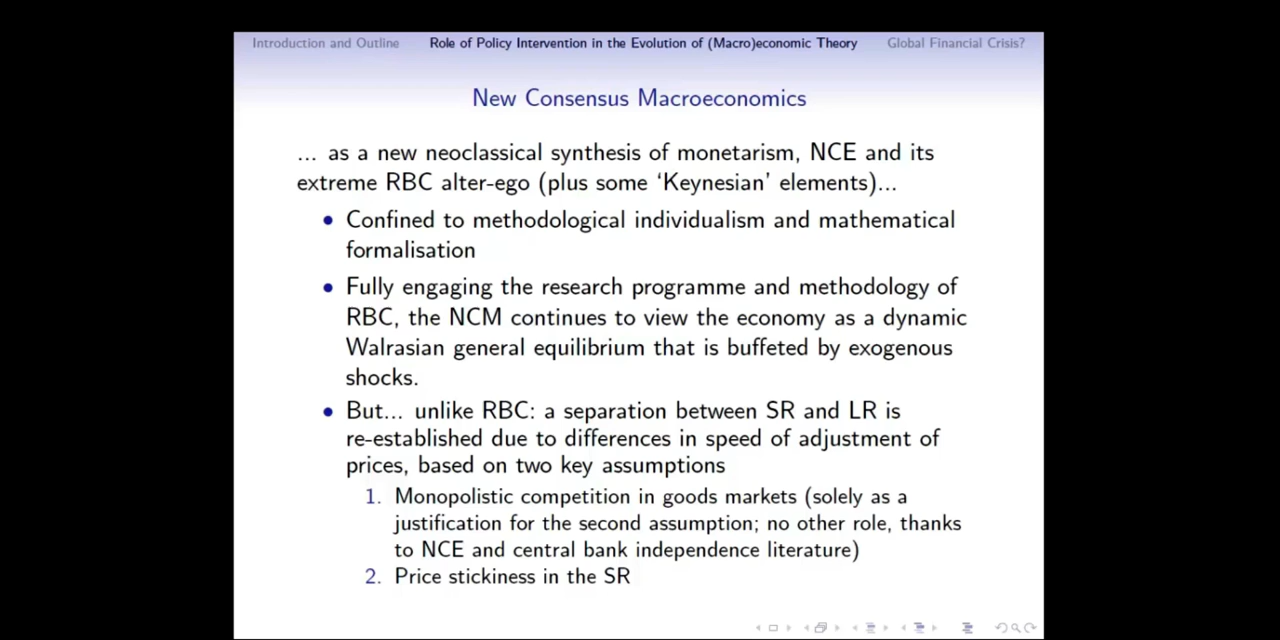 Introduction and Outline Role of Policy Intervention in the Evolution of (Macro)economic Theory Global Financial Crisis?
New Consensus Macroeconomics
... as a new neoclassical synthesis of monetarism, NCE and its
extreme RBC alter-ego (plus some ‘Keynesian’ elements)...
• Confined to methodological individualism and mathematical
formalisation
• Fully engaging the research programme and methodology of
RBC, the NCM continues to view the economy as a dynamic
Walrasian general equilibrium that is buffeted by exogenous
shocks.
• But... unlike RBC: a separation between SR and LR is
re-established due to differences in speed of adjustment of
prices, based on two key assumptions
1. Monopolistic competition in goods markets (solely as a
justification for the second assumption; no other role, thanks
to NCE and central bank independence literature)
2. Price stickiness in the SR